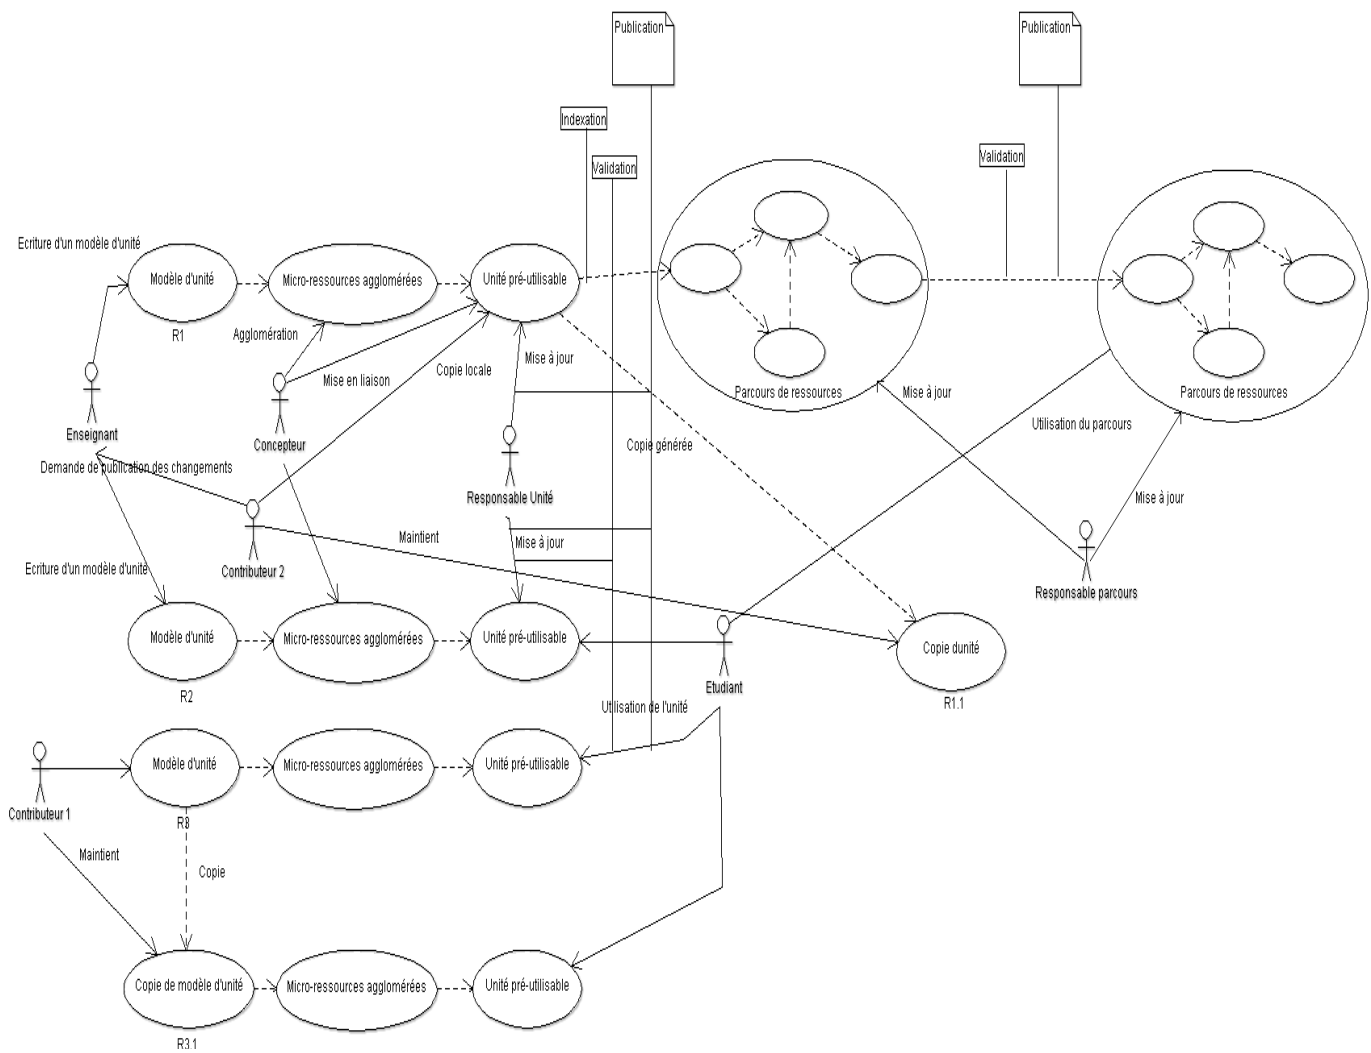 Publication
Publication
Indexation
Validation
Validation
Ecriture d'un modèle d'unité
Modèle d'unité
Micro-ressources agglomérées
Unité pré-utilisable
R1
Agglomération
Mise en liaison
Copie locale
Mise à jour
Parcours de ressources
Mise à jour
Parcours de ressources
Utilisation du parcours
Enseignant
Concepteur
Copie générée
Demande de publication des changements
Responsable Unité
Mise à jour
Maintient
Mise à jour
Ecriture d'un modèle d'unité
Contributeur 2
Responsable parcours
Modèle d'unité
Micro-ressources agglomérées
Unité pré-utilisable
Copie dunité
Etudiant
R2
R1.1
Utilisation de l'unité
Modèle d'unité
Micro-ressources agglomérées
Unité pré-utilisable
Contributeur 1
Maintient
Copie
Copie de modèle d'unité
Micro-ressources agglomérées
Unité pré-utilisable
R3.1